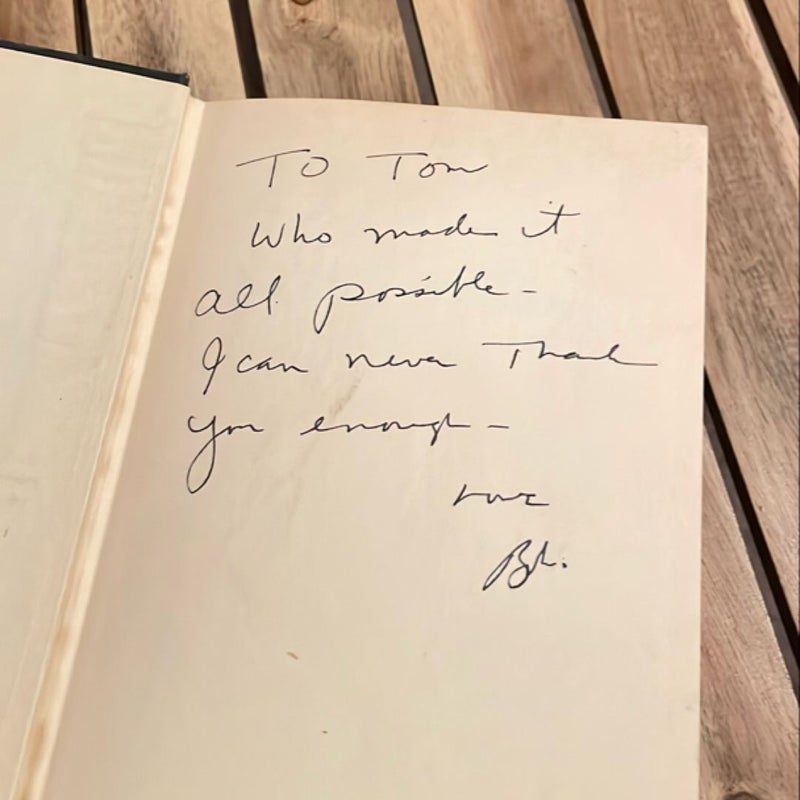 To Tom
Who made it
all possible -
I can never Thank
you enough -
Love